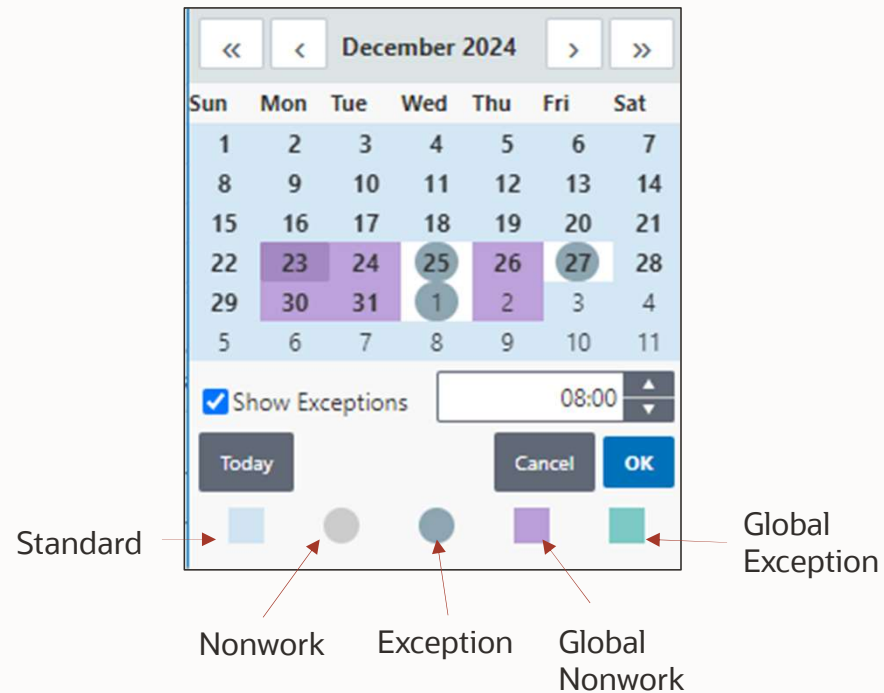 « ‹ December 2024 › »
Sun Mon Tue Wed Thu Fri Sat
1 2 3 4 5 6 7
8 9 10 11 12 13 14
15 16 17 18 19 20 21
22 23 24 25 26 27 28
29 30 31 1 2 3 4
5 6 7 8 9 10 11
Show Exceptions 08:00
Today Cancel OK
Standard
Global
Exception
Nonwork
Exception
Global
Nonwork